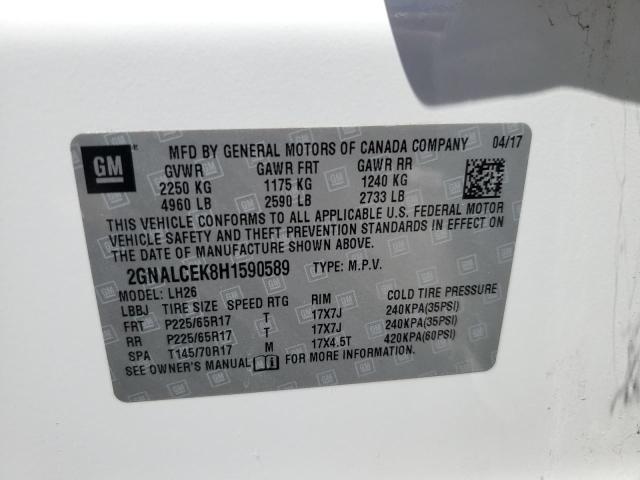 GM MFD BY GENERAL MOTORS OF CANADA COMPANY 04/17
GVWR GAWR FRT GAWR RR
2250 KG 1175 KG 1240 KG
4960 LB 2590 LB 2733 LB
THIS VEHICLE CONFORMS TO ALL APPLICABLE U.S. FEDERAL MOTOR
VEHICLE SAFETY AND THEFT PREVENTION STANDARDS IN EFFECT ON
THE DATE OF MANUFACTURE SHOWN ABOVE.
2GNALCEK8H1590589 TYPE: M.P.V.
MODEL: LH26
LBBJ TIRE SIZE SPEED RTG RIM COLD TIRE PRESSURE
FRT P225/65R17 T 17X7J 240KPA(35PSI)
RR P225/65R17 T 17X7J 240KPA(35PSI)
SPA T145/70R17 M 17X4.5T 420KPA(60PSI)
SEE OWNER'S MANUAL FOR MORE INFORMATION